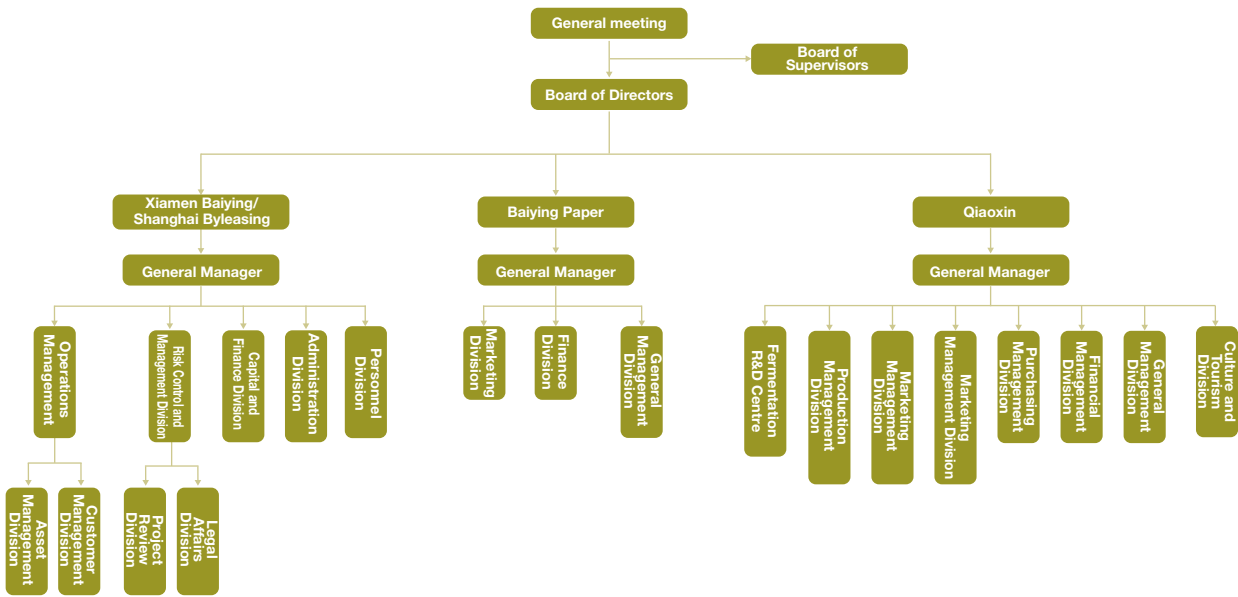 General meeting
Board of
Supervisors
Board of Directors
Xiamen Baiying/
Shanghai Byleasing
Baiying Paper
Qiaoxin
General Manager
General Manager
General Manager
Operations
Management
Risk Control and
Management Division
Capital and
Finance Division
Administration
Division
Personnel
Division
Marketing
Division
Finance
Division
General
Management
Division
Fermentation
R&D Centre
Production
Management
Division
Marketing
Management
Division
Marketing
Management Division
Purchasing
Management
Division
Financial
Management
Division
General
Management
Division
Culture and
Tourism
Division
Asset
Management
Division
Customer
Management
Division
Project
Review
Division
Legal
Affairs
Division